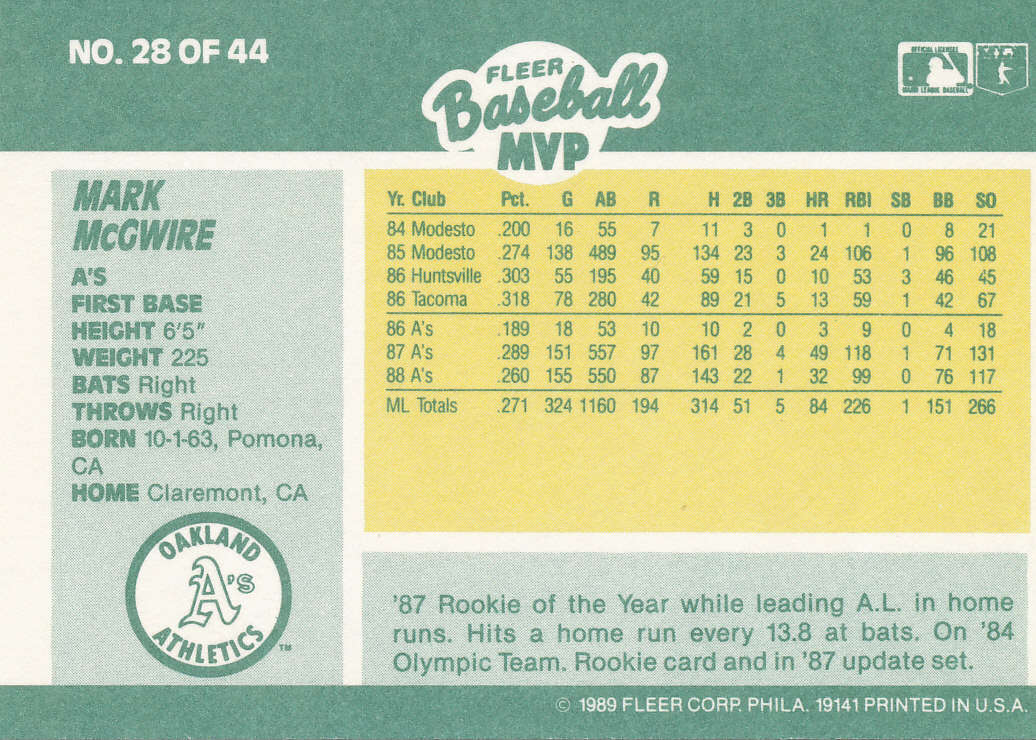 NO. 28 OF 44
FLEER
Baseball
MVP
OFFICIAL LICENSEE
MAJOR LEAGUE BASEBALL
MARK
McGWIRE
A'S
FIRST BASE
HEIGHT 6'5"
WEIGHT 225
BATS Right
THROWS Right
BORN 10-1-63, Pomona,
CA
HOME Claremont, CA
OAKLAND
A's
ATHLETICS
TM
Yr. Club Pct. G AB R H 2B 3B HR RBI SB BB SO
84 Modesto .200 16 55 7 11 3 0 1 1 0 8 21
85 Modesto .274 138 489 95 134 23 3 24 106 1 96 108
86 Huntsville .303 55 195 40 59 15 0 10 53 3 46 45
86 Tacoma .318 78 280 42 89 21 5 13 59 1 42 67
86 A's .189 18 53 10 10 2 0 3 9 0 4 18
87 A's .289 151 557 97 161 28 4 49 118 1 71 131
88 A's .260 155 550 87 143 22 1 32 99 0 76 117
ML Totals .271 324 1160 194 314 51 5 84 226 1 151 266
'87 Rookie of the Year while leading A.L. in home
runs. Hits a home run every 13.8 at bats. On '84
Olympic Team. Rookie card and in '87 update set.
© 1989 FLEER CORP. PHILA. 19141 PRINTED IN U.S.A.